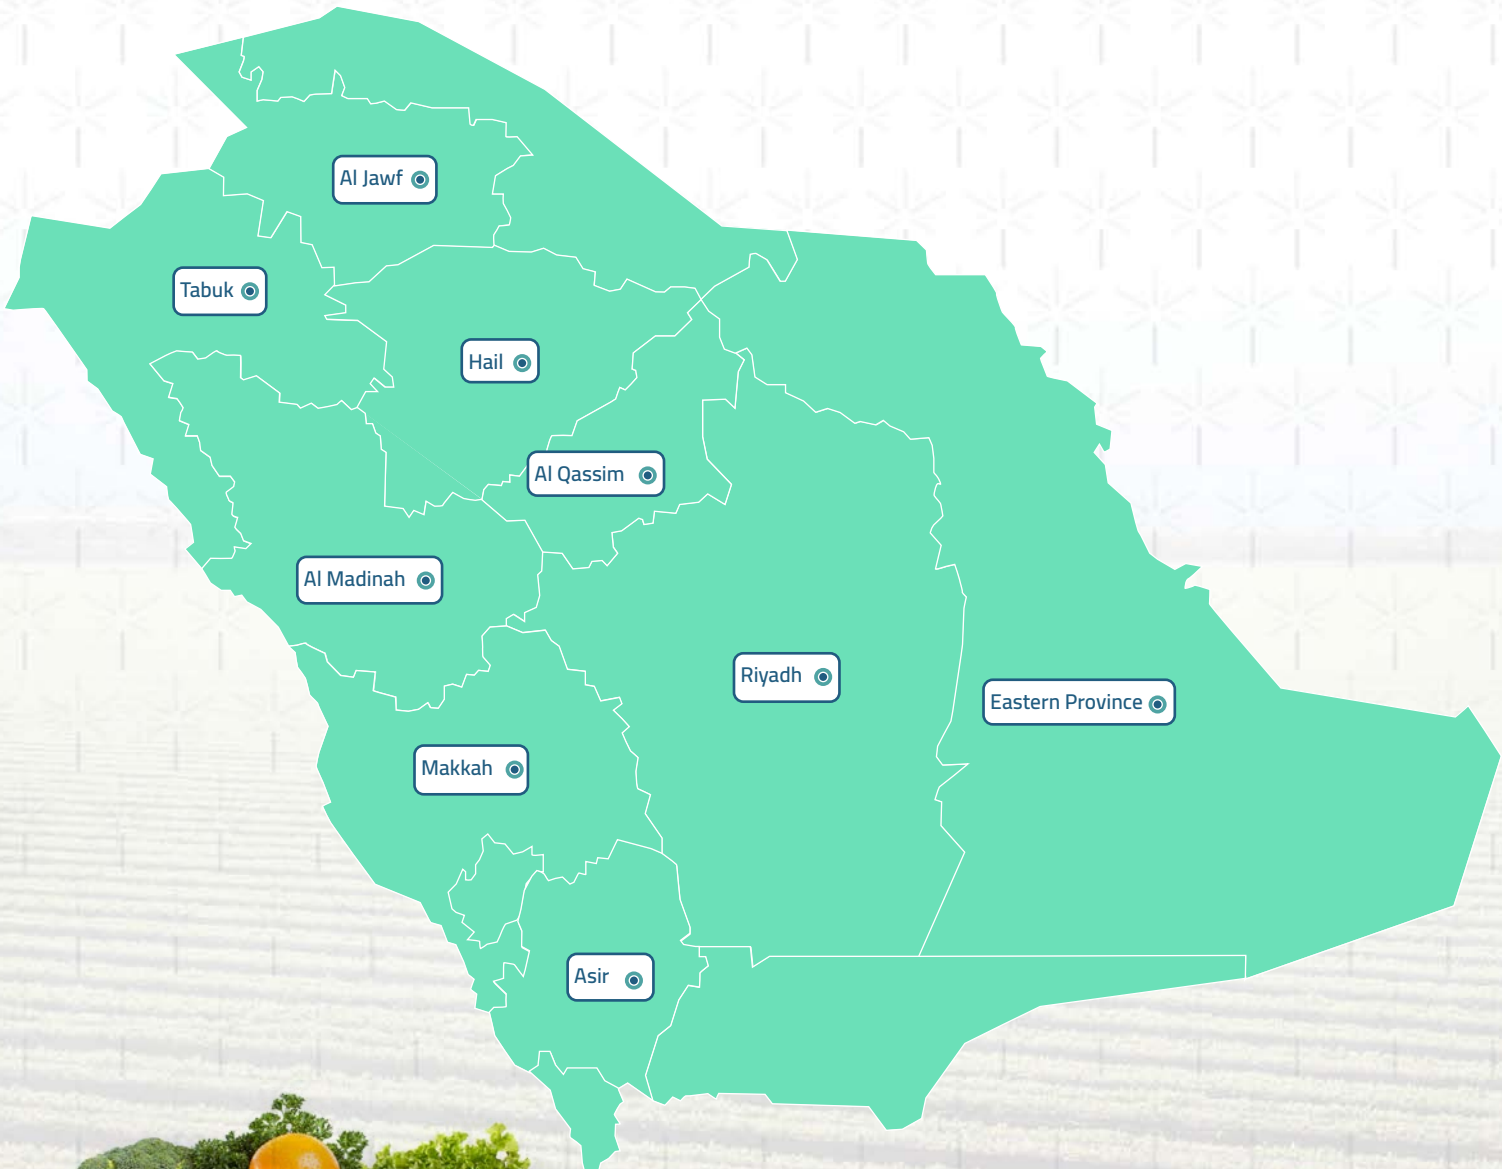 Al Jawf
Tabuk
Hail
Al Qassim
Al Madinah
Riyadh
Eastern Province
Makkah
Asir